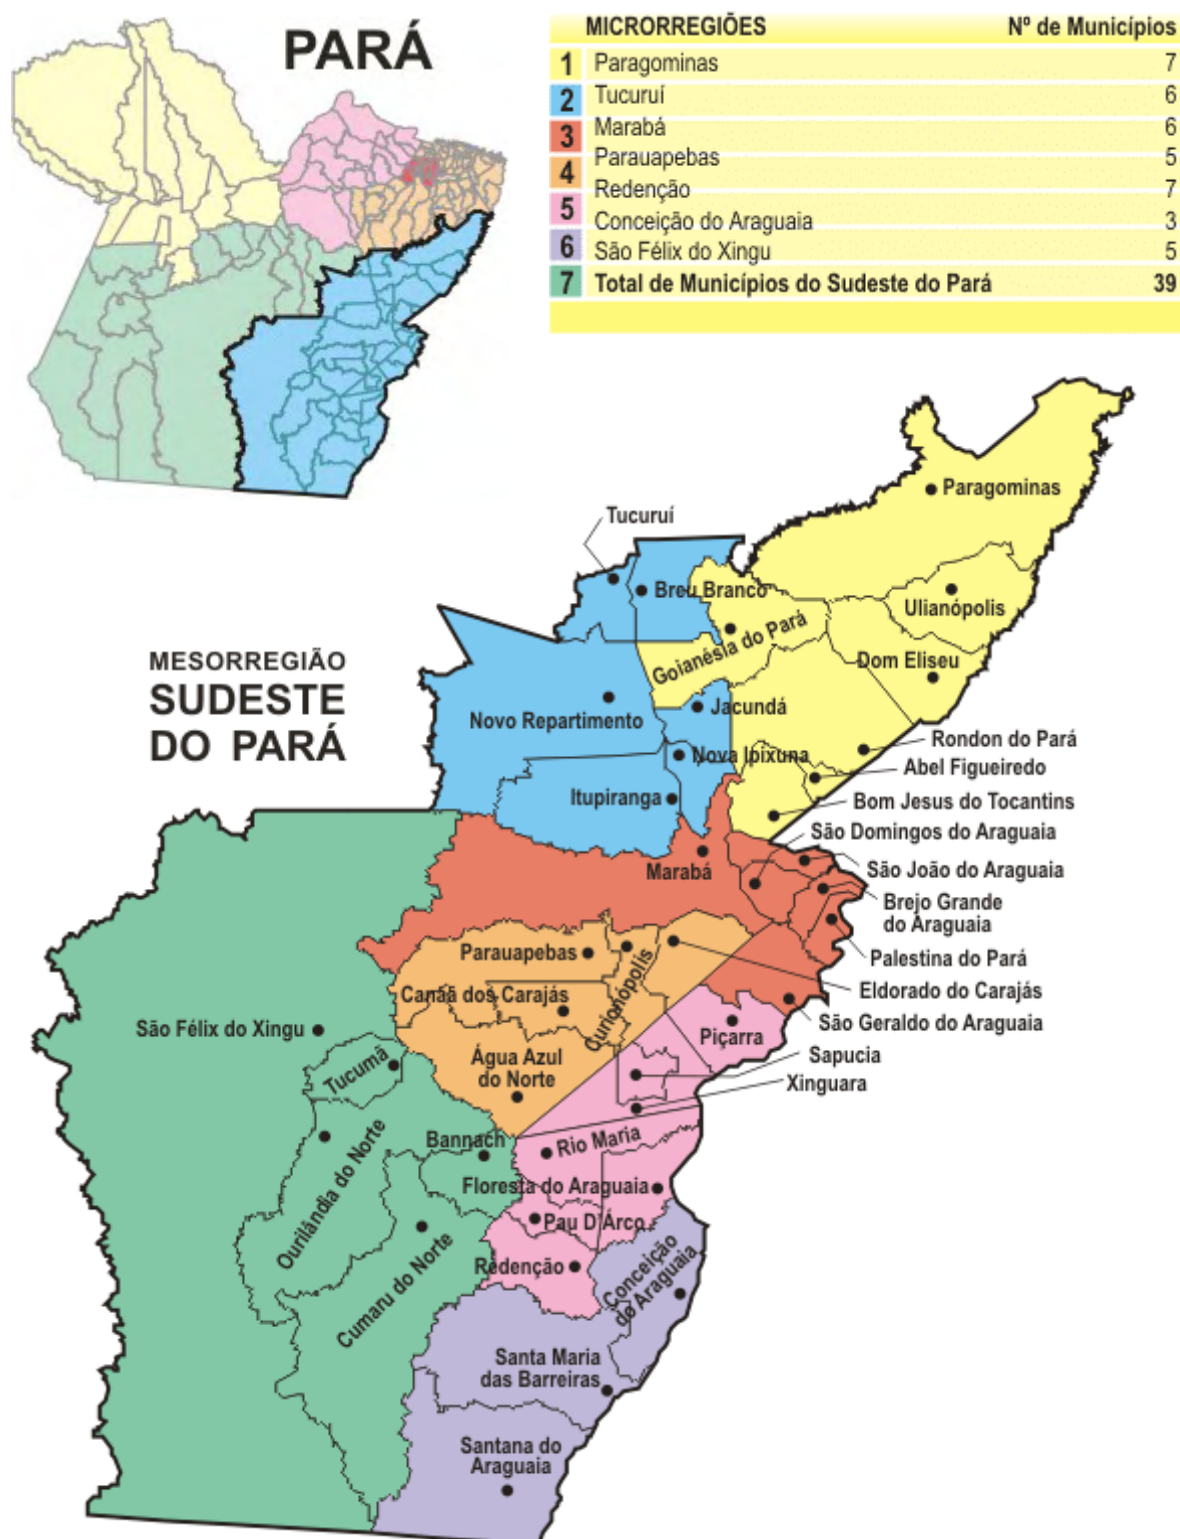 PARÁ
MICRORREGIÕES Nº de Municípios
1 Paragominas 7
2 Tucuruí 6
3 Marabá 6
4 Parauapebas 5
5 Redenção 7
6 Conceição do Araguaia 3
7 São Félix do Xingu 5
Total de Municípios do Sudeste do Pará 39
MESORREGIÃO
SUDESTE
DO PARÁ
Paragominas
Tucuruí
Breu Branco
Ulianópolis
Goianésia do Pará
Dom Eliseu
Novo Repartimento
Jacundá
Rondon do Pará
Nova Ipixuna
Abel Figueiredo
Itupiranga
Bom Jesus do Tocantins
São Domingos do Araguaia
Marabá
São João do Araguaia
Brejo Grande
do Araguaia
Parauapebas
Palestina do Pará
Canaã dos Carajás
Curionópolis
Eldorado do Carajás
São Félix do Xingu
Piçarra
São Geraldo do Araguaia
Tucumã
Água Azul
do Norte
Sapucia
Xinguara
Bannach
Rio Maria
Ourilândia do Norte
Floresta do Araguaia
Pau D'Árco
Cumaru do Norte
Redenção
Conceição
do Araguaia
Santa Maria
das Barreiras
Santana do
Araguaia